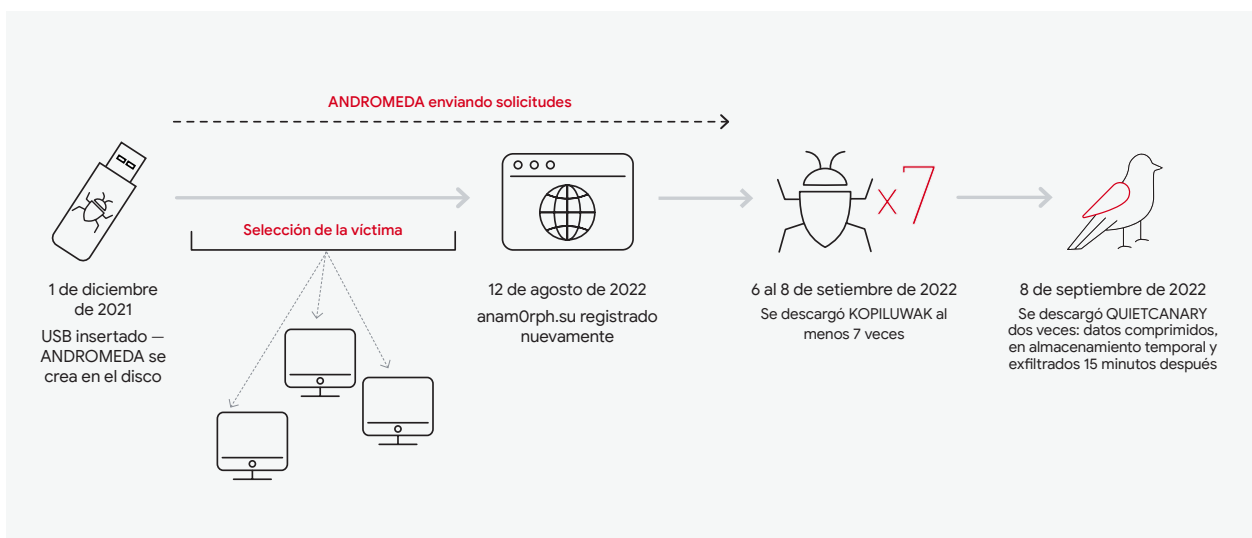 ANDROMEDA enviando solicitudes
Selección de la víctima
1 de diciembre
de 2021
USB insertado —
ANDROMEDA se
crea en el disco
12 de agosto de 2022
anam0rph.su registrado
nuevamente
x7
6 al 8 de setiembre de 2022
Se descargó KOPILUWAK al
menos 7 veces
8 de septiembre de 2022
Se descargó QUIETCANARY
dos veces: datos comprimidos,
en almacenamiento temporal y
exfiltrados 15 minutos después